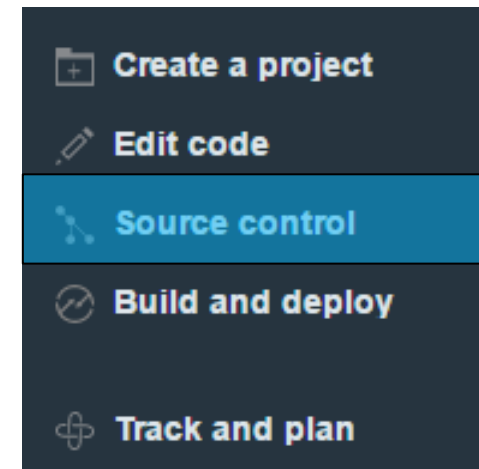 Create a project
Edit code
Source control
Build and deploy
Track and plan